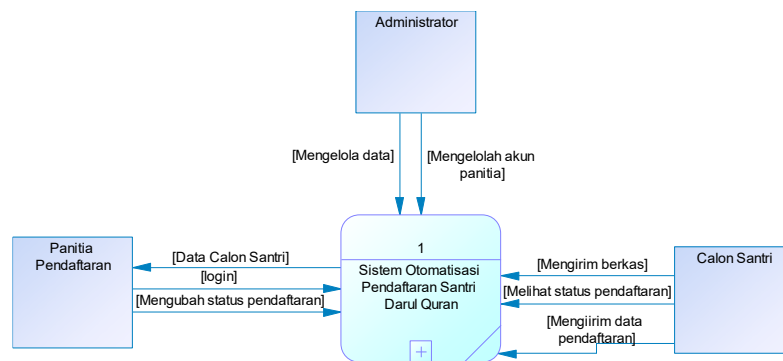 Administrator
[Mengelola data]
[Mengelolah akun
panitia]
Panitia
Pendaftaran
[Data Calon Santri]
[login]
[Mengubah status pendaftaran]
1
Sistem Otomatisasi
Pendaftaran Santri
Darul Quran
[Mengirim berkas]
[Melihat status pendaftaran]
[Mengiirim data
pendaftaran]
Calon Santri